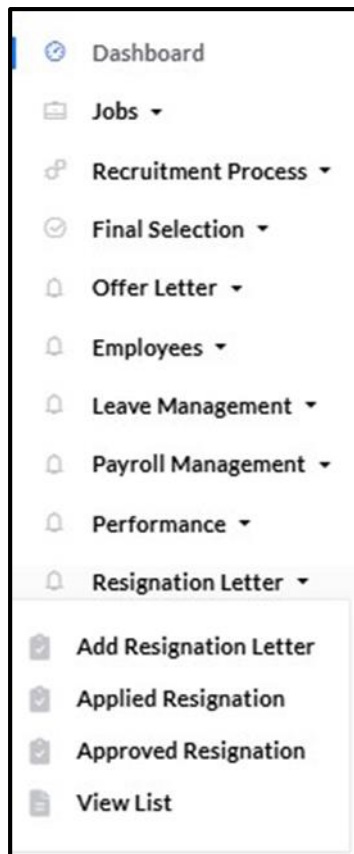 Dashboard
Jobs
Recruitment Process
Final Selection
Offer Letter
Employees
Leave Management
Payroll Management
Performance
Resignation Letter
Add Resignation Letter
Applied Resignation
Approved Resignation
View List